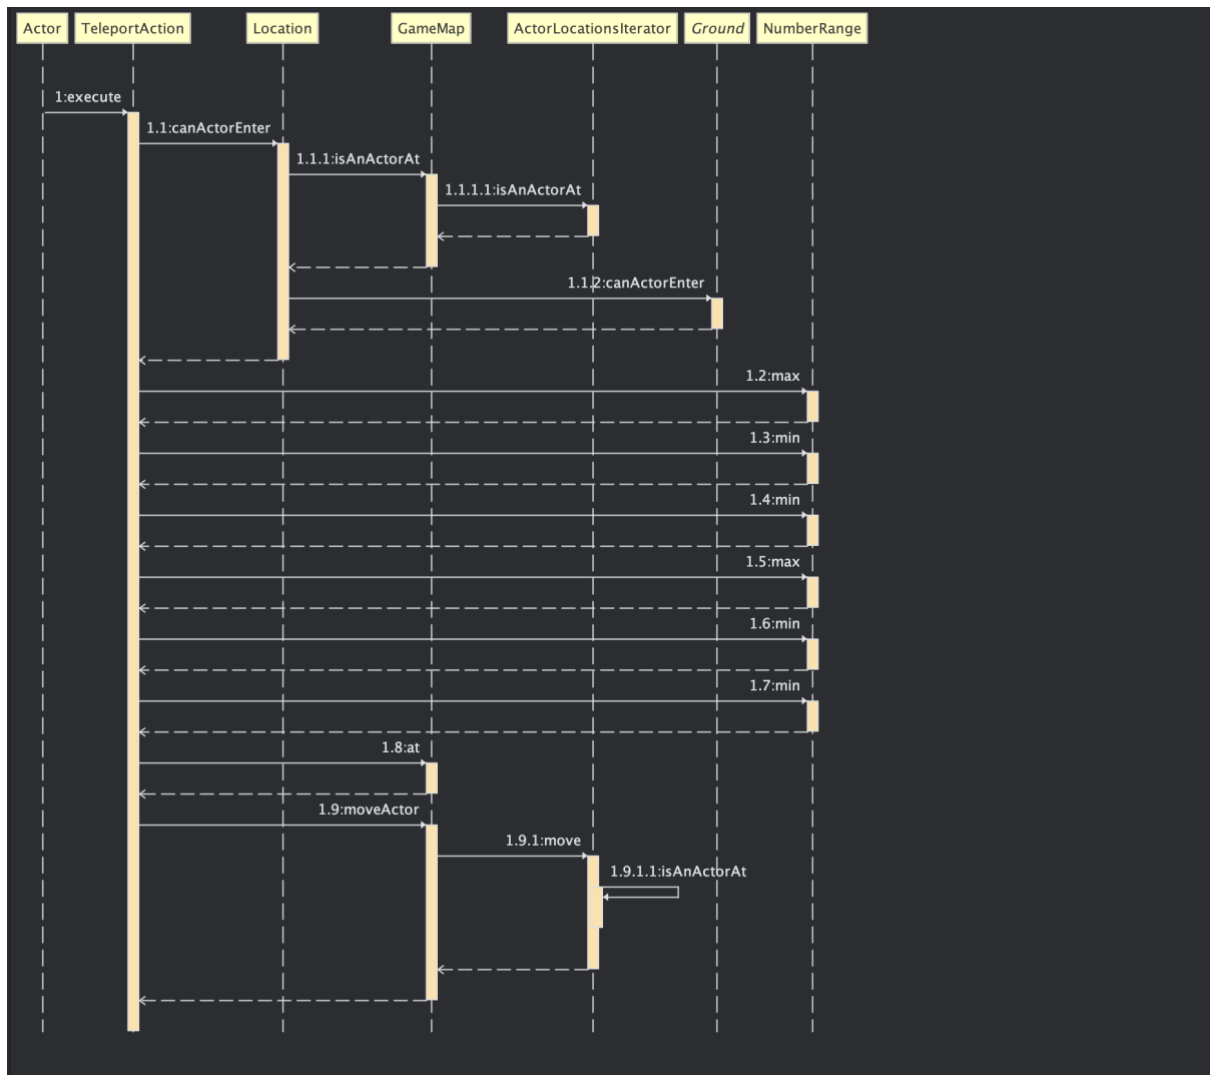 Actor TeleportAction Location GameMap ActorLocationsIterator Ground NumberRange
1:execute
1.1:canActorEnter
1.1.1:isAnActorAt
1.1.1.1:isAnActorAt
1.1.2:canActorEnter
1.2:max
1.3:min
1.4:min
1.5:max
1.6:min
1.7:min
1.8:at
1.9:moveActor
1.9.1:move
1.9.1.1:isAnActorAt